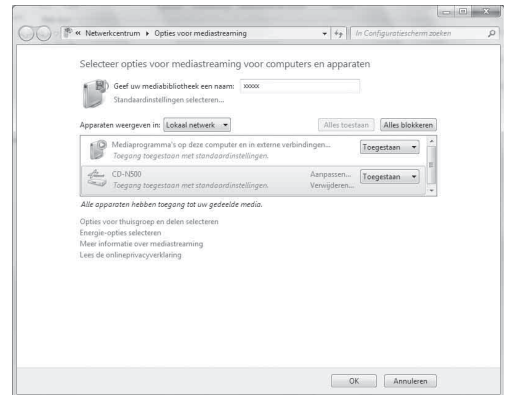 « Netwerkcentrum ▸ Opties voor mediastreaming
In Configuratiescherm zoeken
Selecteer opties voor mediastreaming voor computers en apparaten
Geef uw mediabibliotheek een naam: xxxxx
Standaardinstellingen selecteren...
Apparaten weergeven in: Lokaal netwerk
Alles toestaan
Alles blokkeren
Mediaprogramma's op deze computer en in externe verbindingen...
Toegestaan
Toegang toegestaan met standaardinstellingen.
CD-N500
Aanpassen...
Toegestaan
Toegang toegestaan met standaardinstellingen.
Verwijderen...
Alle apparaten hebben toegang tot uw gedeelde media.
Opties voor thuisgroep en delen selecteren
Energie-opties selecteren
Meer informatie over mediastreaming
Lees de onlineprivacyverklaring
OK
Annuleren